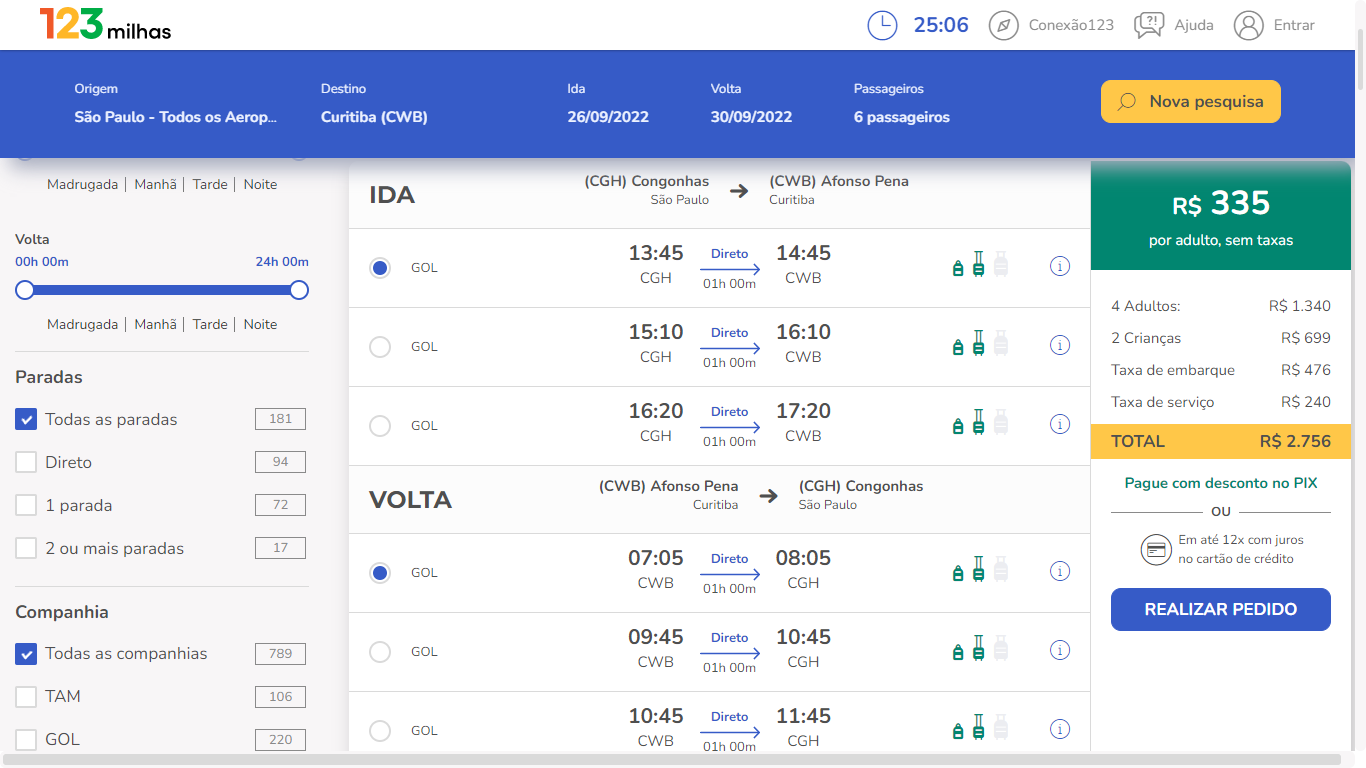 123 milhas
25:06
Conexão123
Ajuda
Entrar
Origem
São Paulo - Todos os Aerop...
Destino
Curitiba (CWB)
Ida
26/09/2022
Volta
30/09/2022
Passageiros
6 passageiros
Nova pesquisa
Madrugada | Manhã | Tarde | Noite
Volta
00h 00m 24h 00m
Madrugada | Manhã | Tarde | Noite
Paradas
Todas as paradas 181
Direto 94
1 parada 72
2 ou mais paradas 17
Companhia
Todas as companhias 789
TAM 106
GOL 220
IDA
(CGH) Congonhas
São Paulo
(CWB) Afonso Pena
Curitiba
GOL
13:45 Direto 14:45
CGH 01h 00m CWB
GOL
15:10 Direto 16:10
CGH 01h 00m CWB
GOL
16:20 Direto 17:20
CGH 01h 00m CWB
VOLTA
(CWB) Afonso Pena
Curitiba
(CGH) Congonhas
São Paulo
GOL
07:05 Direto 08:05
CWB 01h 00m CGH
GOL
09:45 Direto 10:45
CWB 01h 00m CGH
GOL
10:45 Direto 11:45
CWB 01h 00m CGH
R$ 335
por adulto, sem taxas
4 Adultos: R$ 1.340
2 Crianças R$ 699
Taxa de embarque R$ 476
Taxa de serviço R$ 240
TOTAL R$ 2.756
Pague com desconto no PIX
OU
Em até 12x com juros
no cartão de crédito
REALIZAR PEDIDO